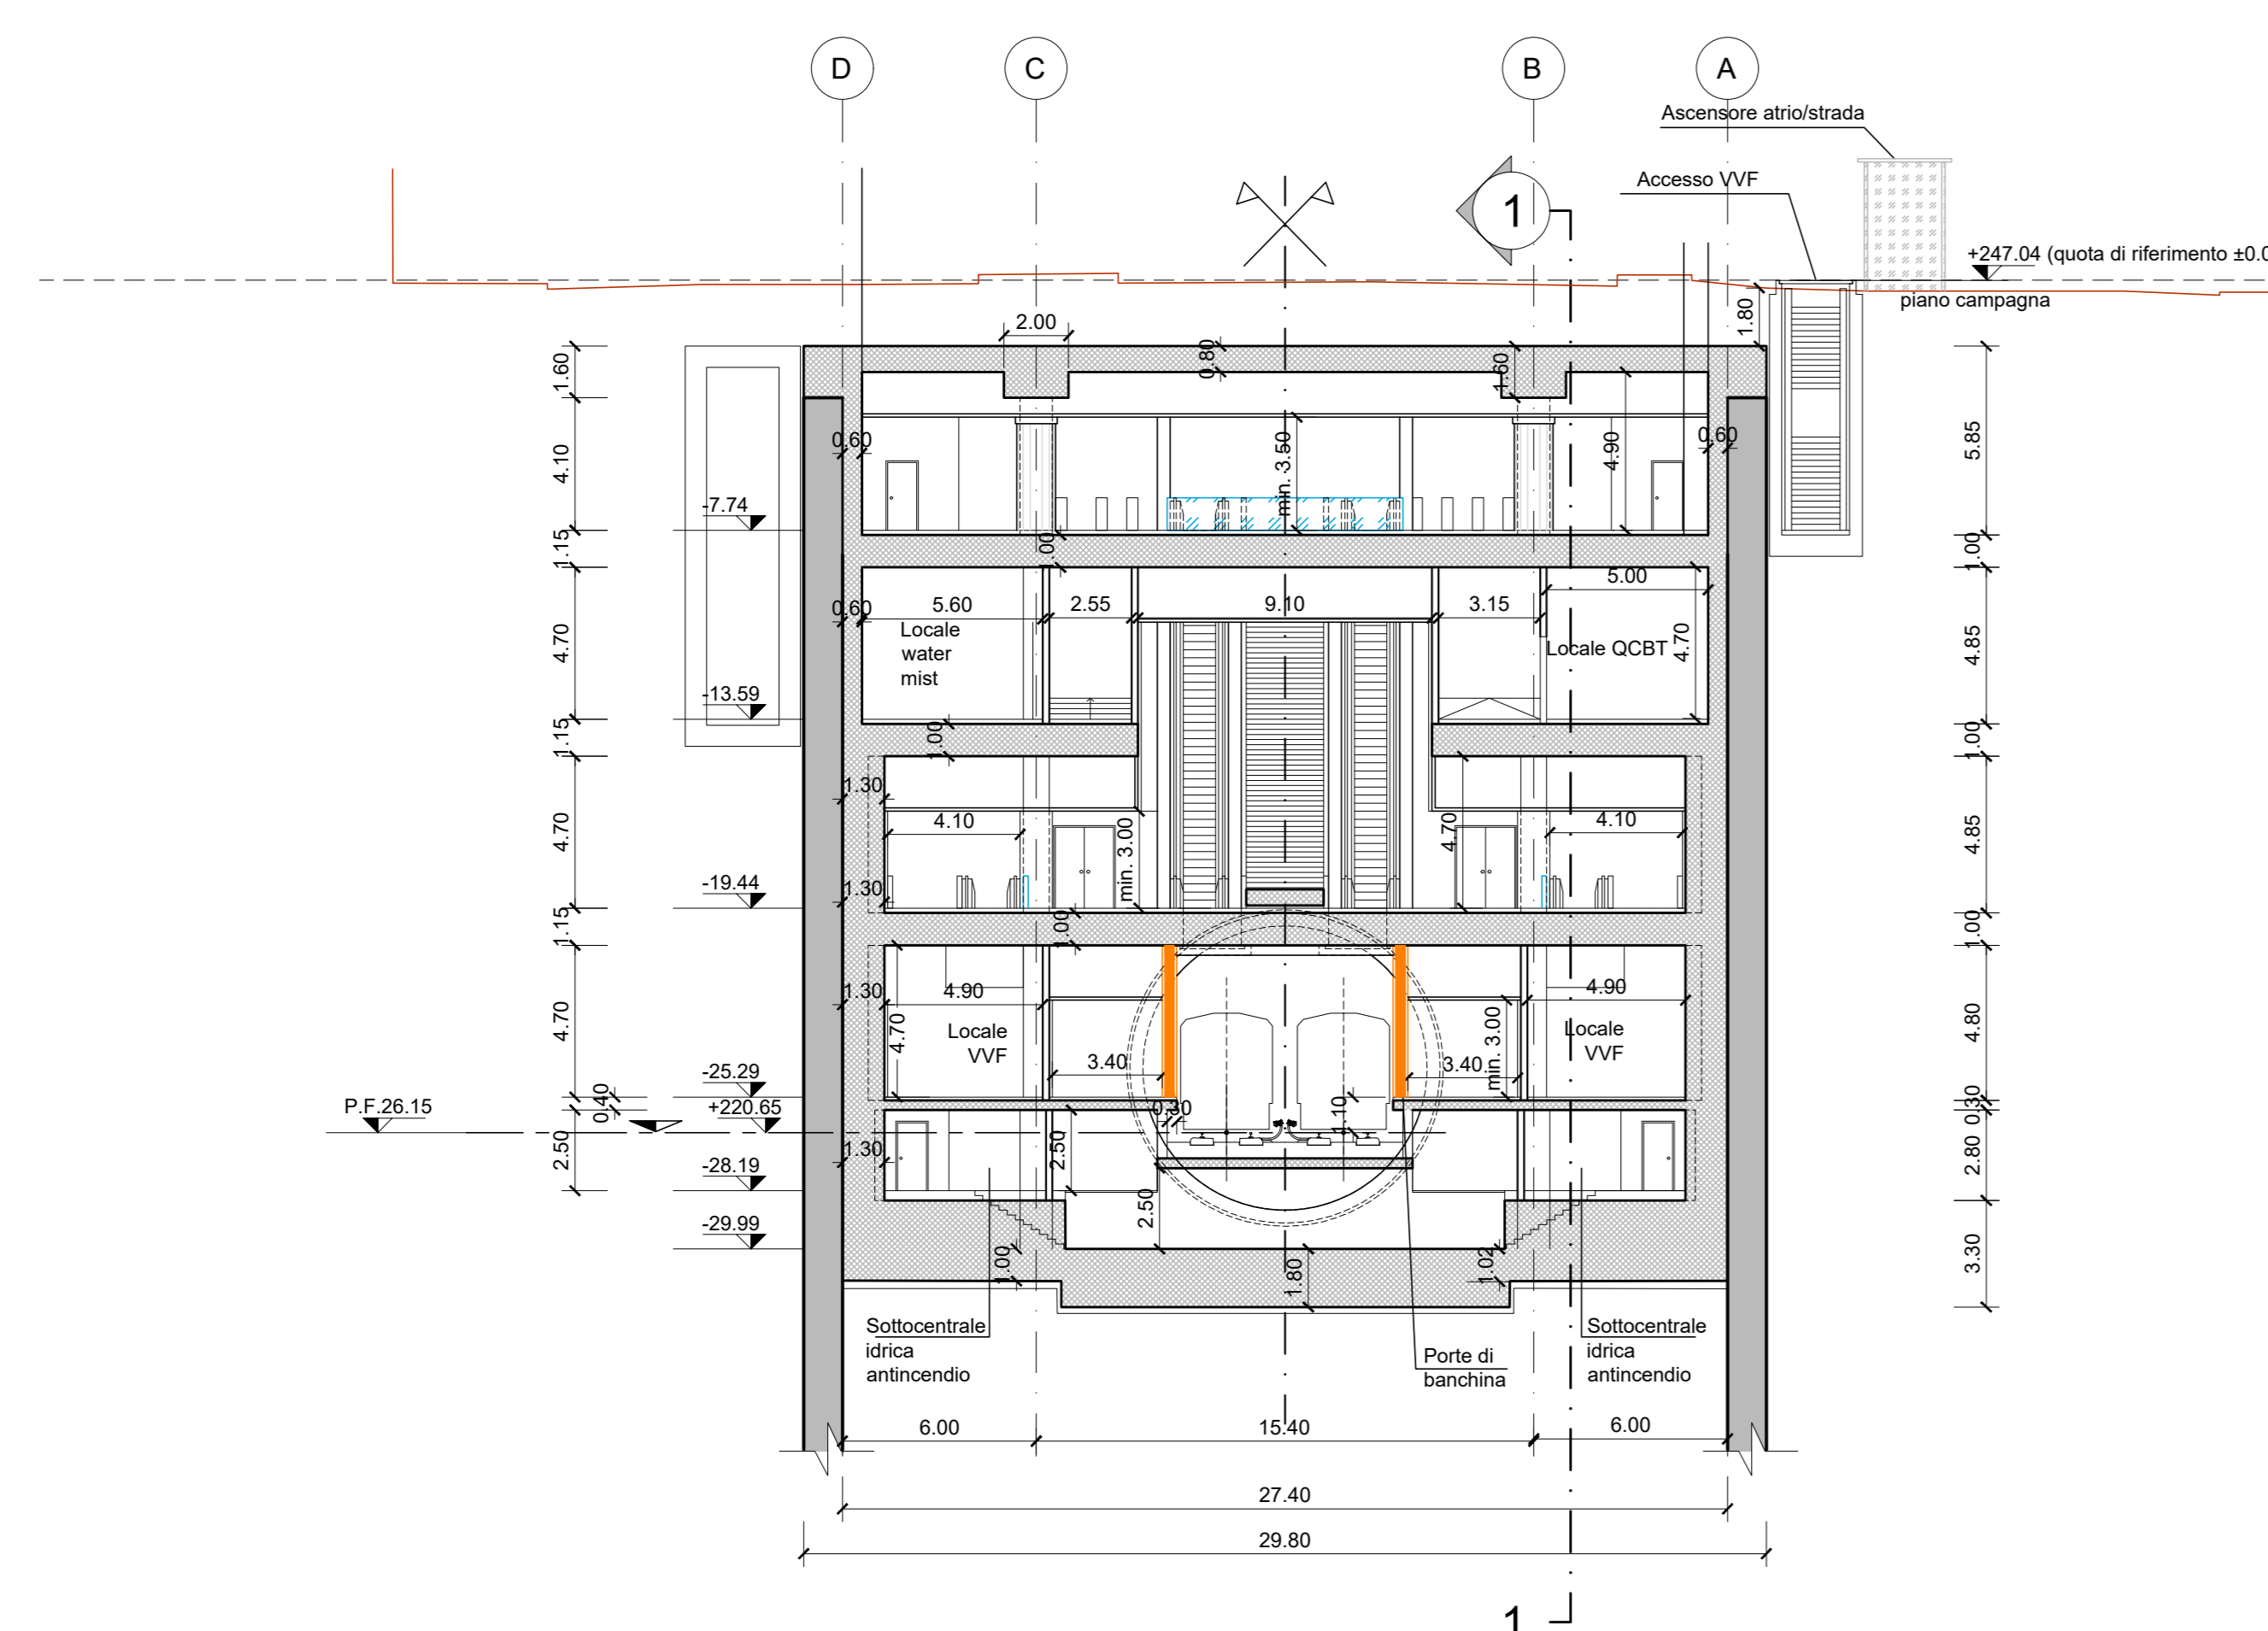 D
C
B
A
Ascensore atrio/strada
Accesso VVF
1
+247.04 (quota di riferimento ±0.0
piano campagna
1.80
2.00
0.80
1.60
1.60
4.10
0.60
min. 3.50
4.90
0.60
5.85
-7.74
1.15
.00
1.00
0.60
5.60
2.55
9.10
3.15
5.00
Locale
water
mist
Locale QCBT
4.70
4.70
4.85
-13.59
1.15
1.00
1.00
1.30
4.10
4.10
4.70
min. 3.00
4.70
4.85
-19.44
1.30
1.15
1.00
1.00
1.30
4.90
4.90
4.70
4.70
Locale
VVF
3.40
3.40
min. 3.00
Locale
VVF
4.80
-25.29
0.40
P.F.26.15
+220.65
0.30
1.10
0.30
2.50
1.30
2.50
2.80
-28.19
2.50
-29.99
1.00
1.80
1.02
3.30
Sottocentrale
idrica
antincendio
Porte di
banchina
Sottocentrale
idrica
antincendio
6.00
15.40
6.00
27.40
29.80
1